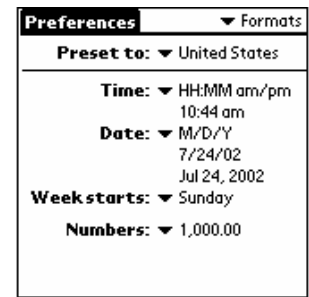 Preferences ▼ Formats
Preset to: ▼ United States
Time: ▼ HH:MM am/pm
10:44 am
Date: ▼ M/D/Y
7/24/02
Jul 24, 2002
Week starts: ▼ Sunday
Numbers: ▼ 1,000.00